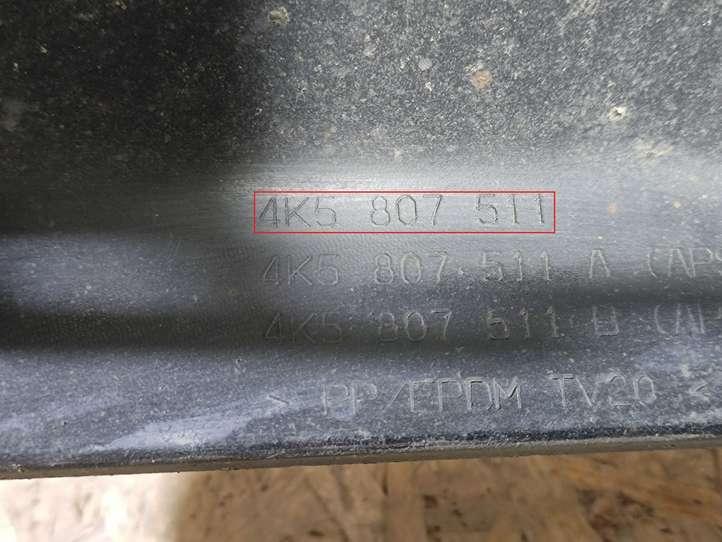 4K5 807 511
4K5 807 511 A
4K5 807 511 B
> PP/EPDM TV20 <